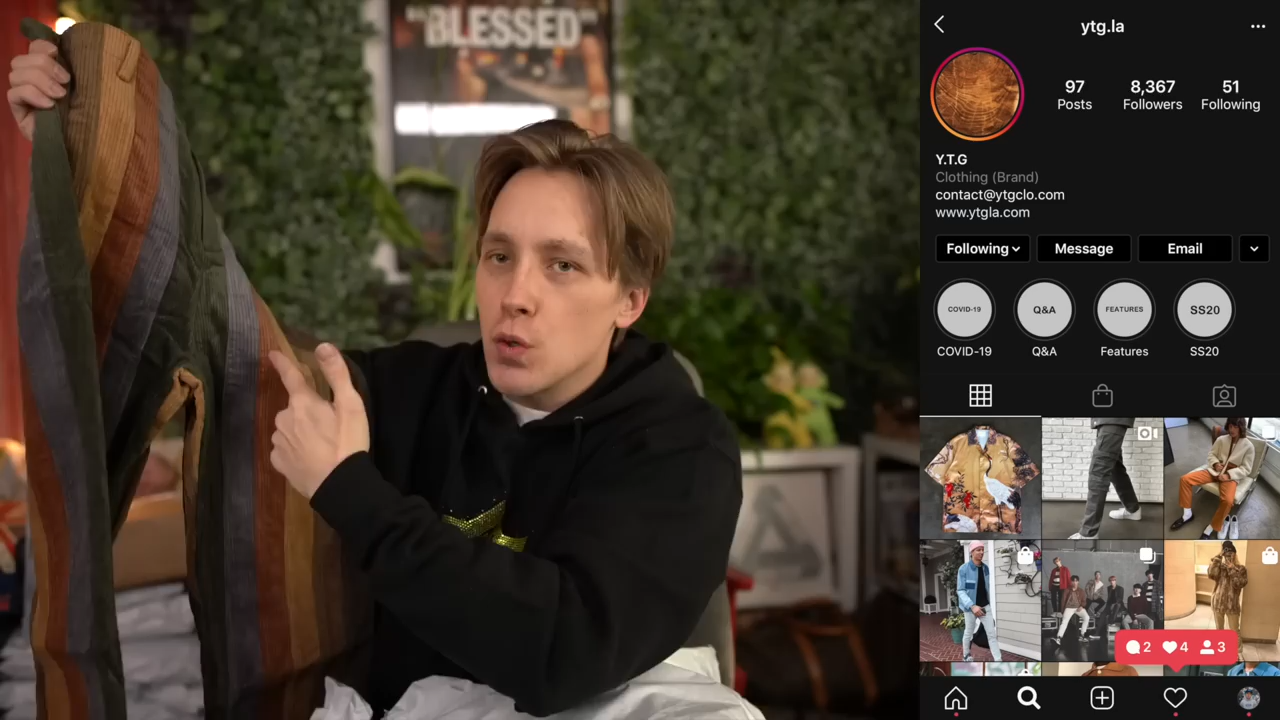 "BLESSED"
ytg.la
97
8,367
51
Posts
Followers
Following
Y.T.G
Clothing (Brand)
contact@ytgclo.com
www.ytgla.com
Following
Message
Email
COVID-19
Q&A
FEATURES
SS20
COVID-19
Q&A
Features
SS20
2
4
3